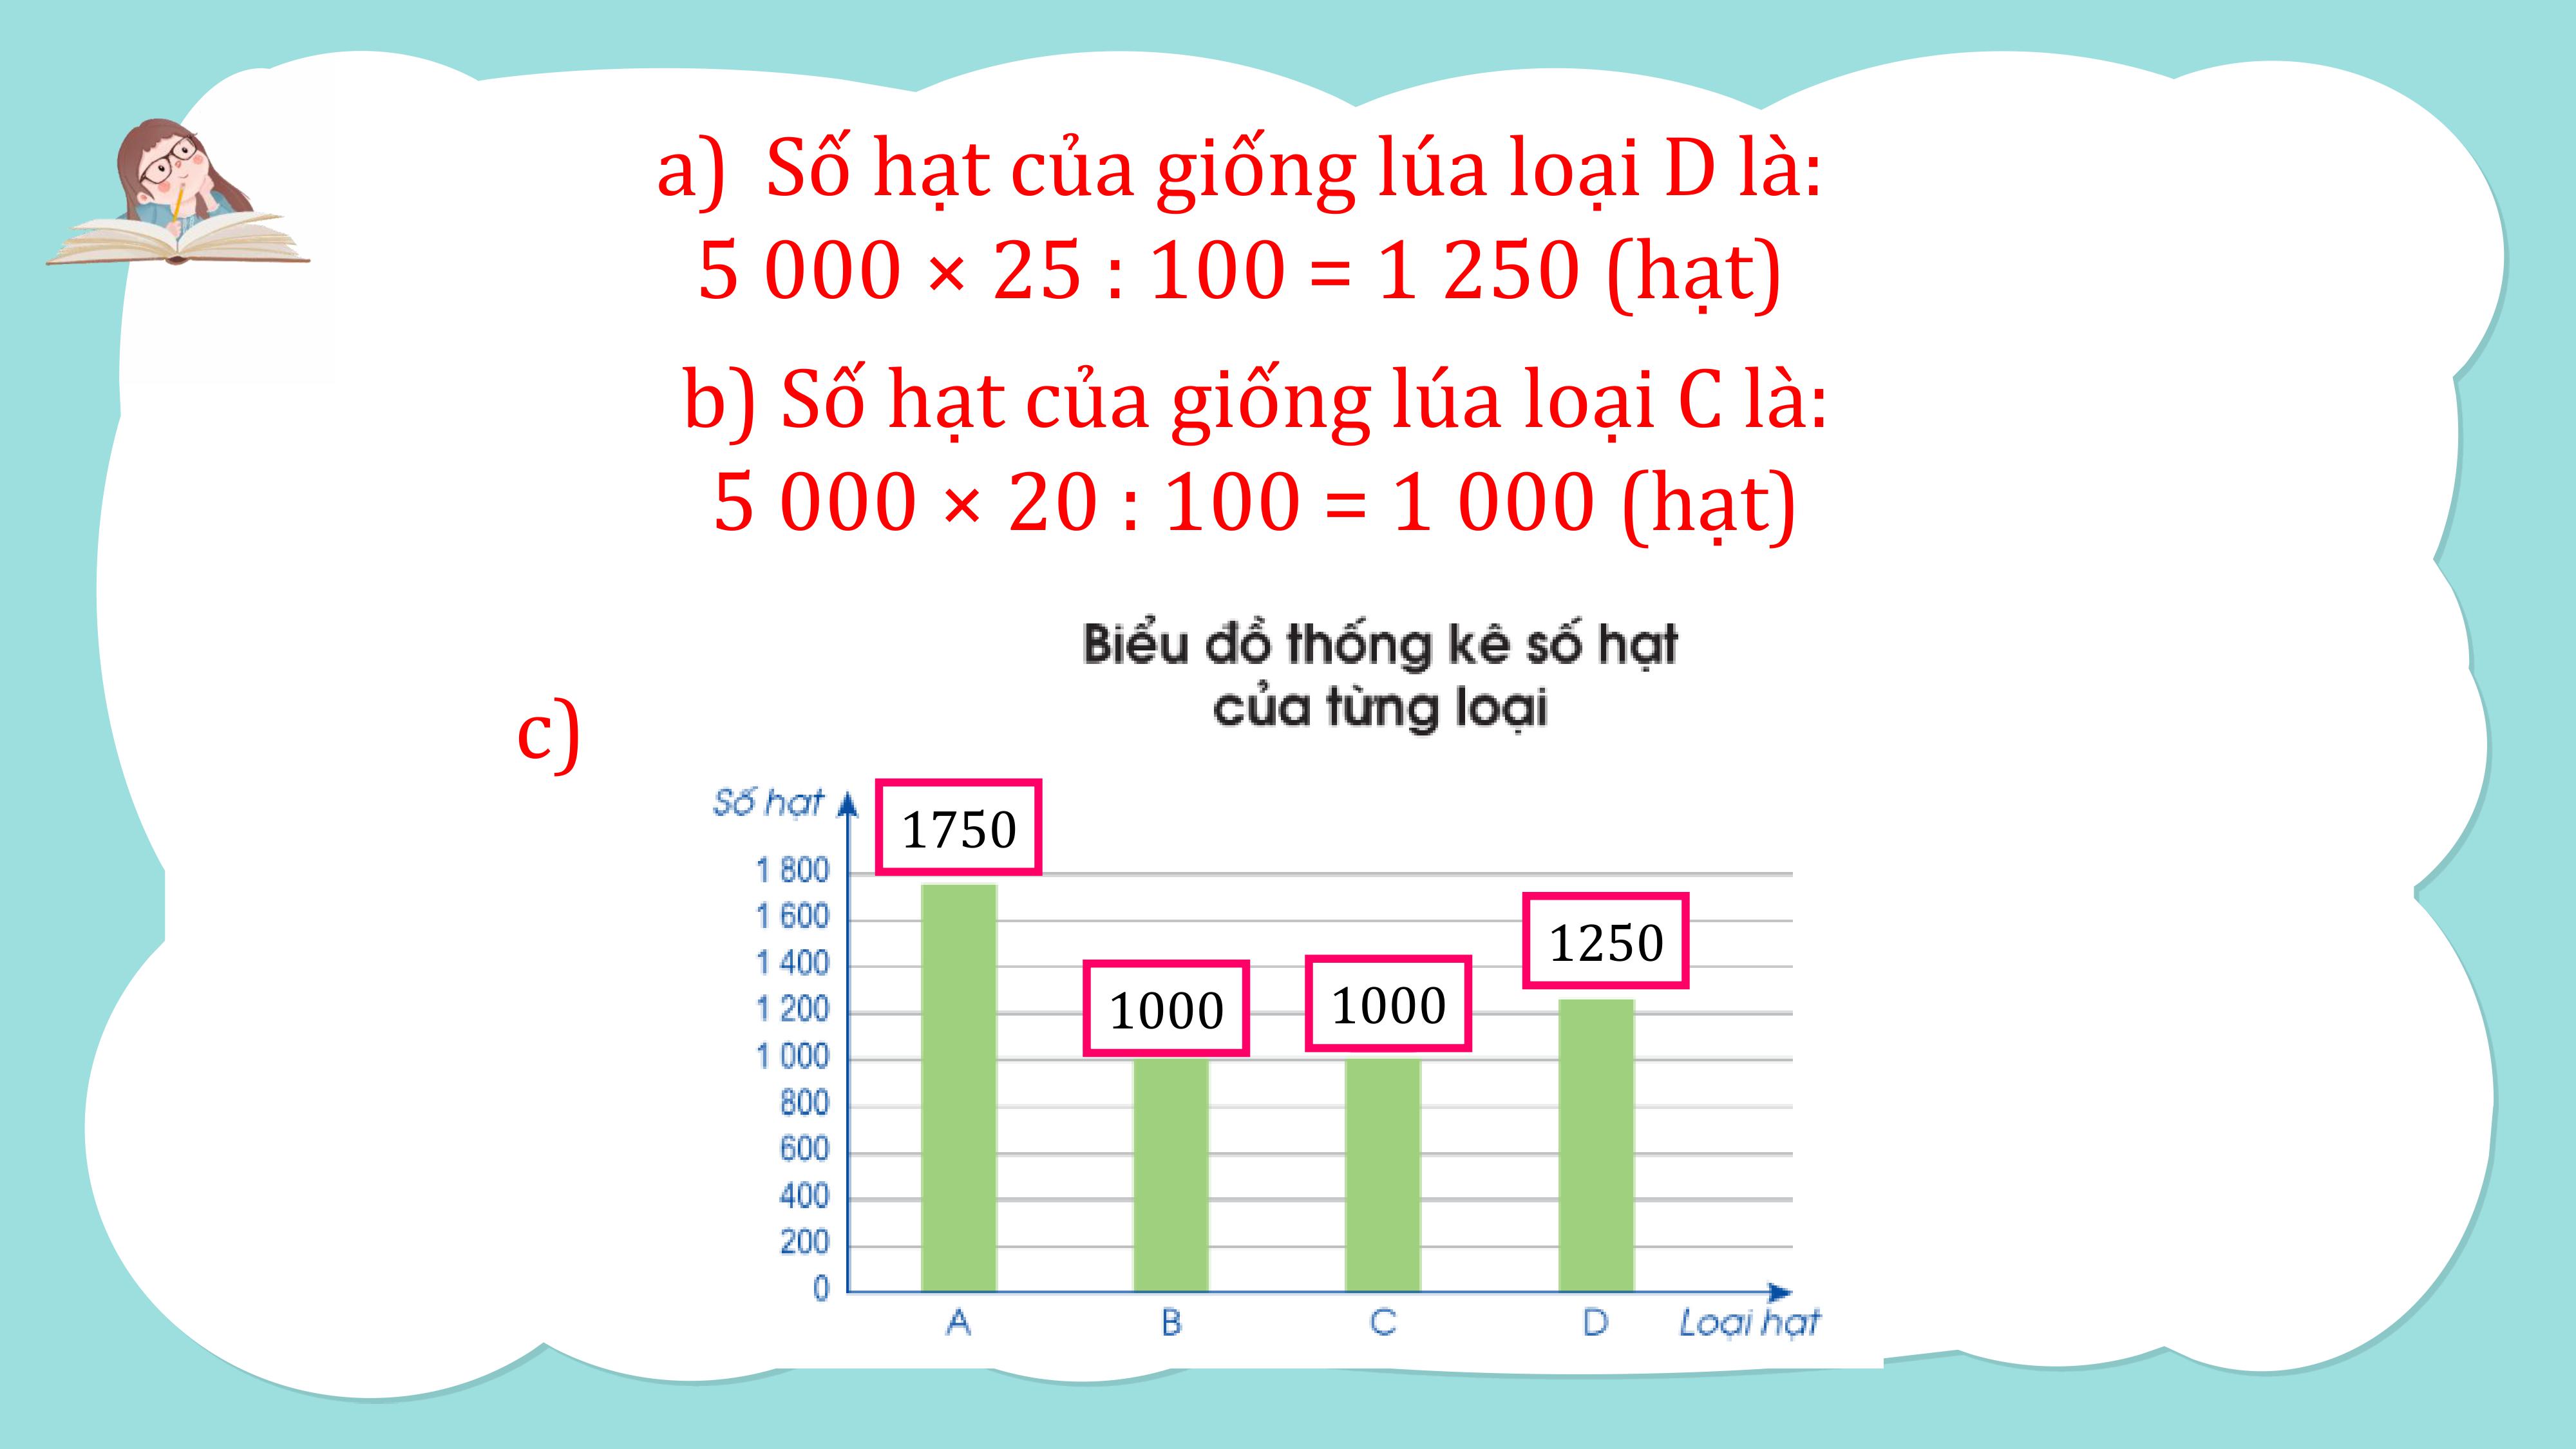 a) Số hạt của giống lúa loại D là:
5 000 × 25 : 100 = 1 250 (hạt)
b) Số hạt của giống lúa loại C là:
5 000 × 20 : 100 = 1 000 (hạt)
c)
Biểu đồ thống kê số hạt
của từng loại
Số hạt
1750
1 800
1 600
1250
1 400
1000
1000
1 200
1 000
800
600
400
200
0
A B C D Loại hạt